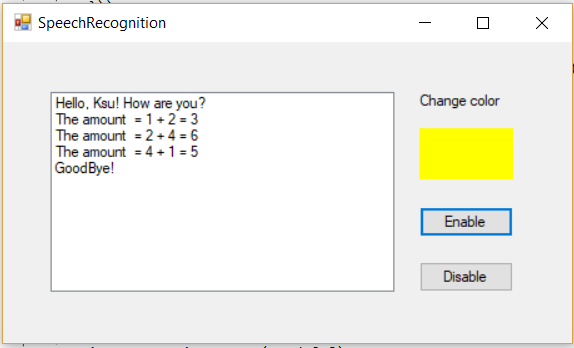 SpeechRecognition
Hello, Ksu! How are you?
The amount  = 1 + 2 = 3
The amount  = 2 + 4 = 6
The amount  = 4 + 1 = 5
GoodBye!
Change color
Enable
Disable